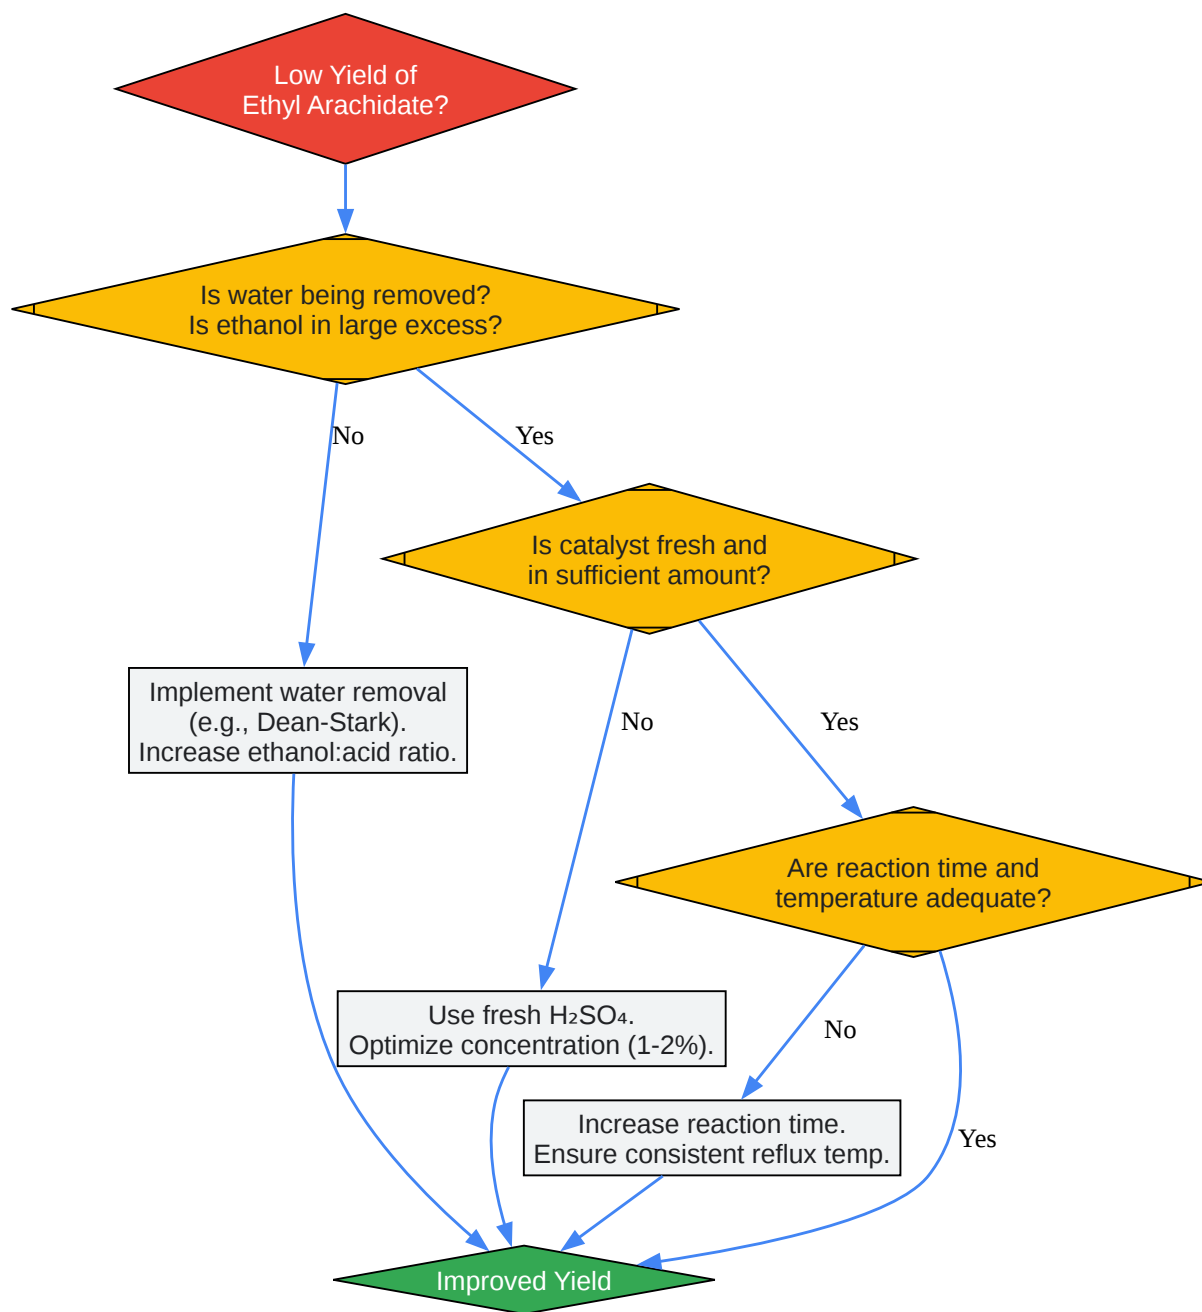 Low Yield of
Ethyl Arachidate?
Is water being removed?
Is ethanol in large excess?
No
Yes
Is catalyst fresh and
in sufficient amount?
Implement water removal
(e.g., Dean-Stark).
Increase ethanol:acid ratio.
No
Yes
Are reaction time and
temperature adequate?
Use fresh H₂SO₄.
Optimize concentration (1-2%).
No
Increase reaction time.
Ensure consistent reflux temp.
Yes
Improved Yield